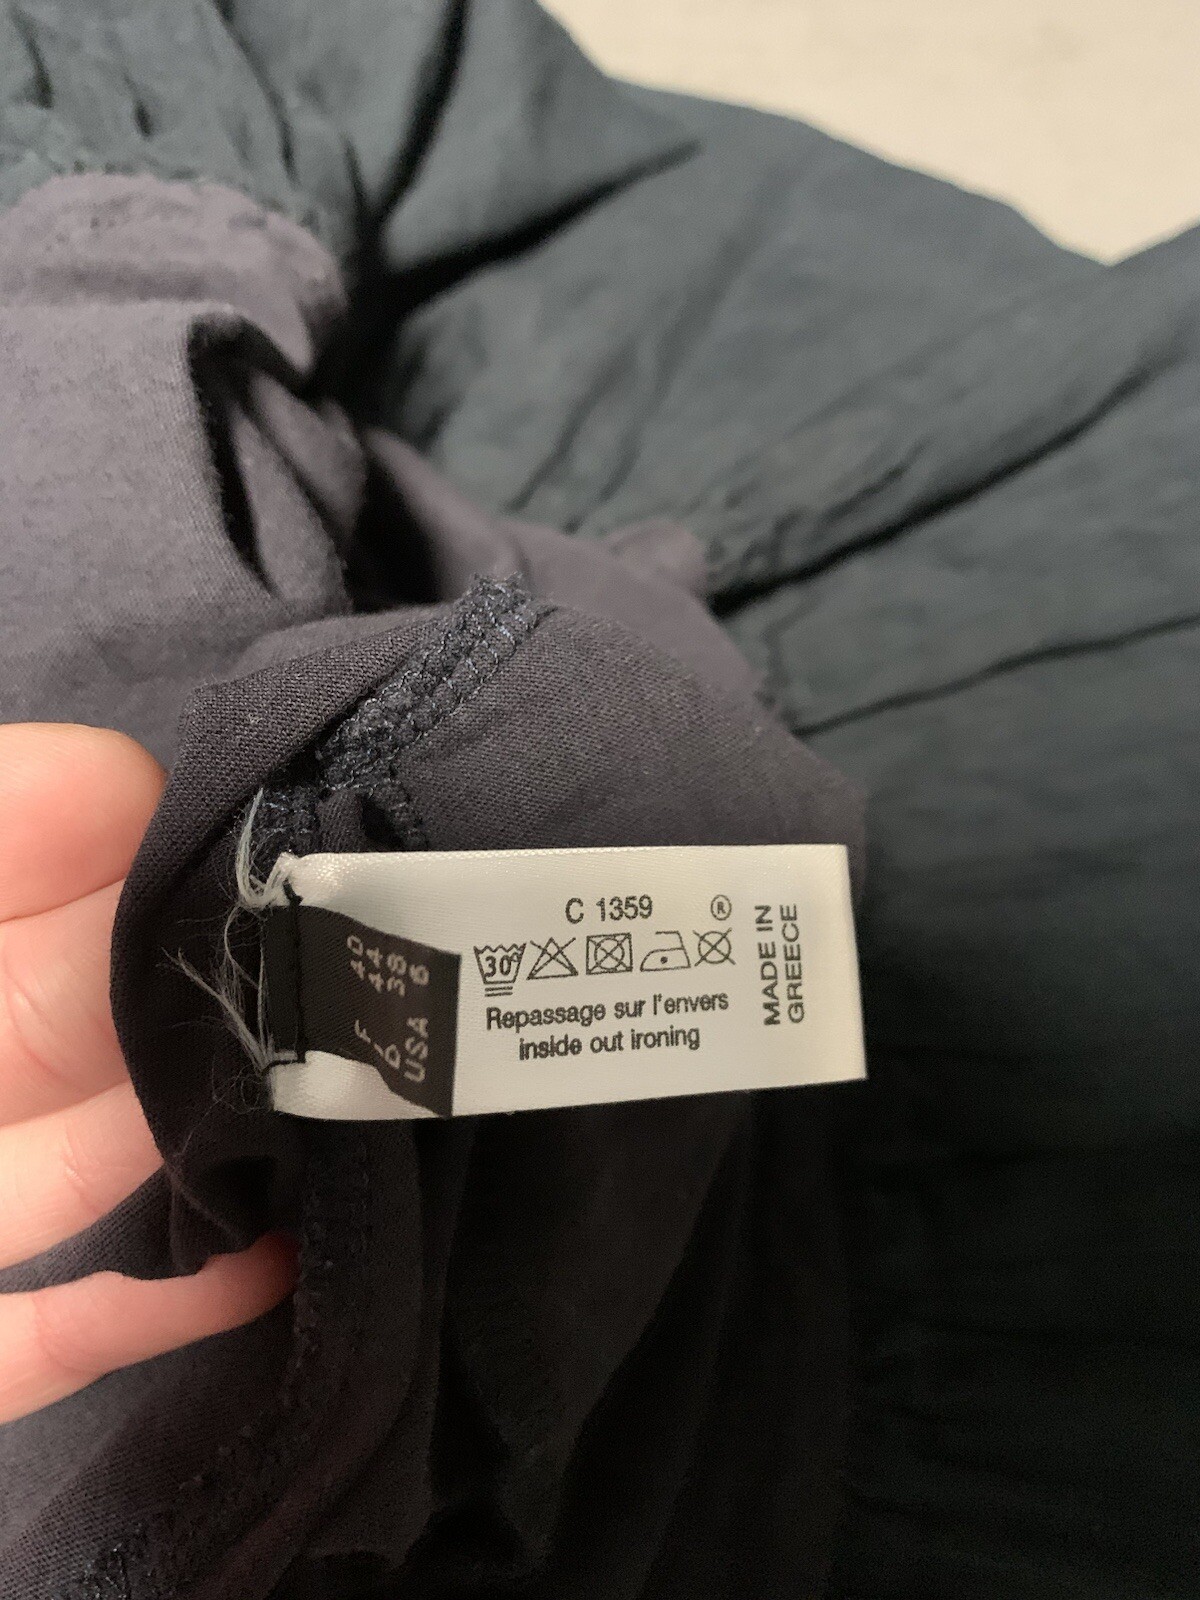 C 1359 ®
30°
Repassage sur l'envers
inside out ironing
MADE IN
GREECE
F 40
I 44
D 38
USA 6